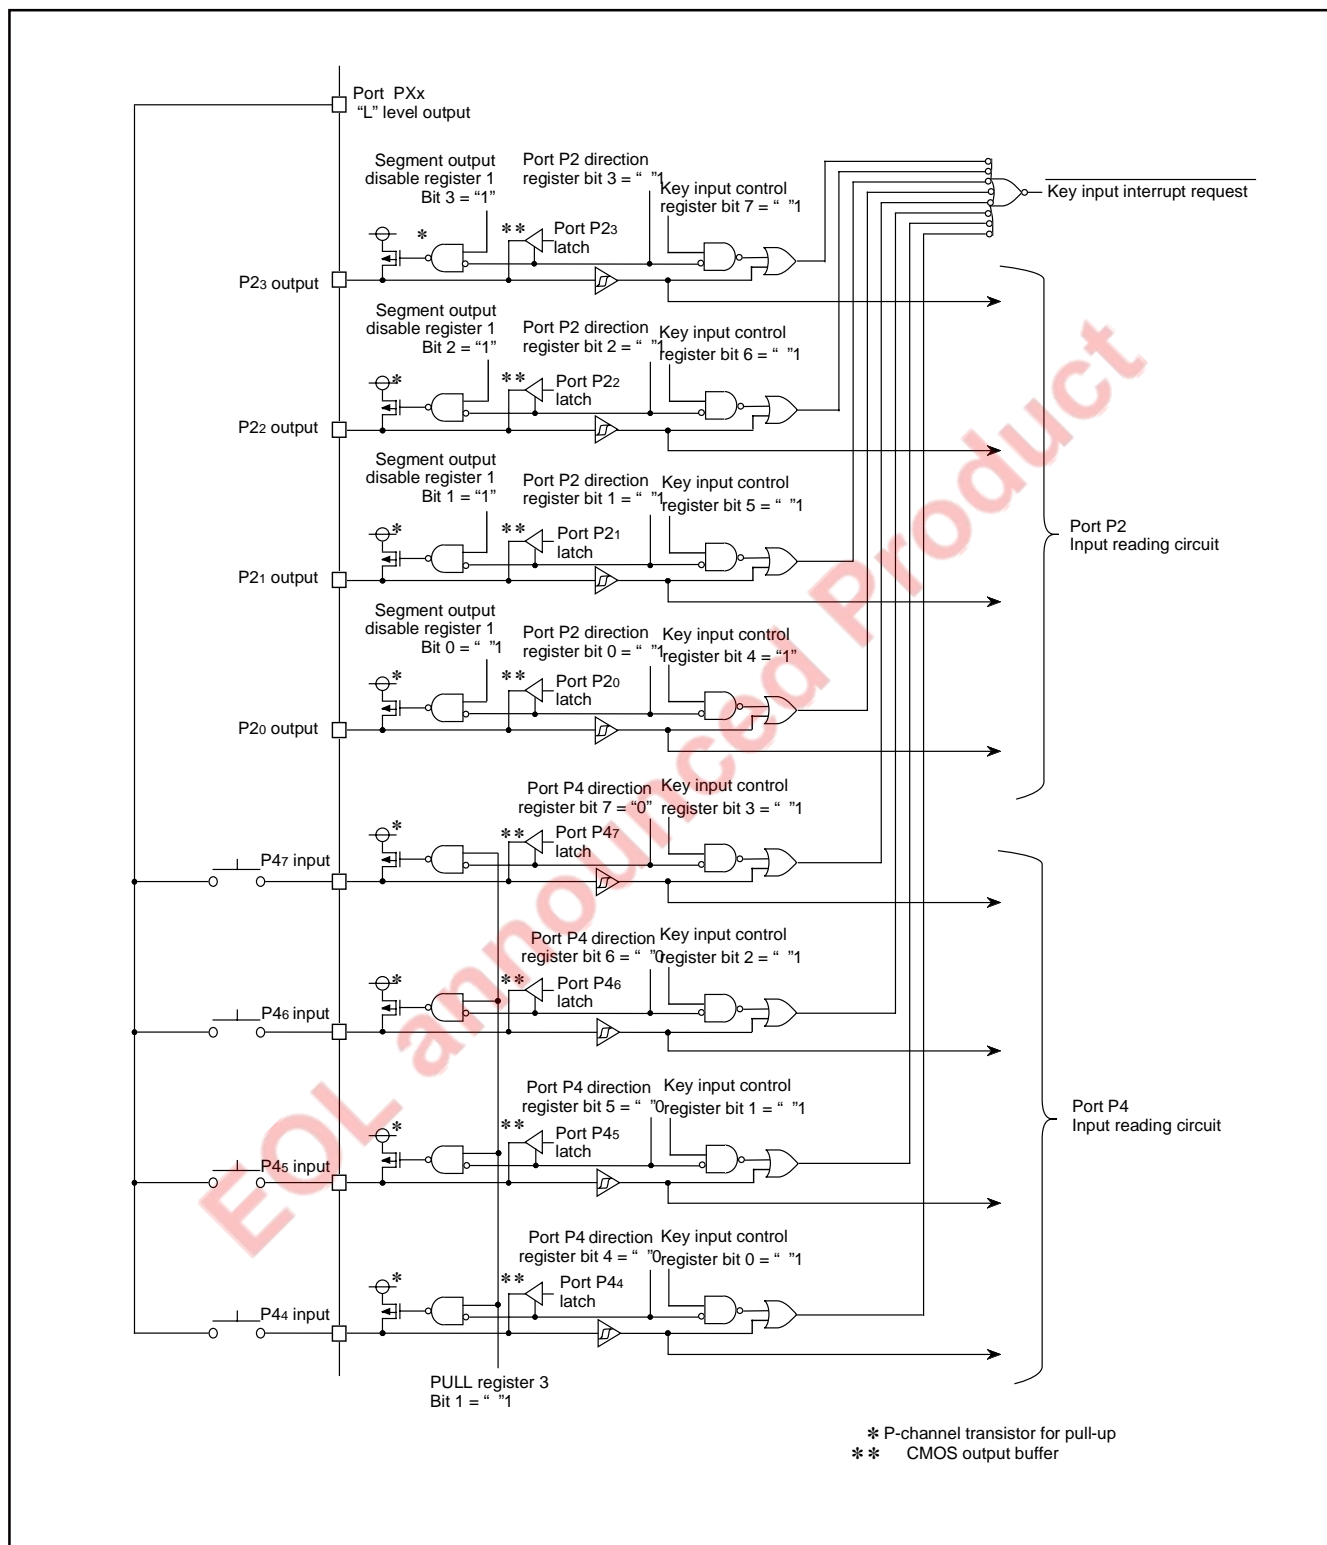 Port PXx
“L” level output
Segment output
disable register 1
Bit 3 = “1”
Port P2 direction
register bit 3 = “ ”1
Key input control
register bit 7 = “ ”1
Key input interrupt request
*
**
Port P23
latch
P23 output
Segment output
disable register 1
Bit 2 = “1”
Port P2 direction
register bit 2 = “ ”1
Key input control
register bit 6 = “ ”1
*
**
Port P22
latch
P22 output
Segment output
disable register 1
Bit 1 = “1”
Port P2 direction
register bit 1 = “ ”1
Key input control
register bit 5 = “ ”1
*
**
Port P21
latch
P21 output
Port P2
Input reading circuit
Segment output
disable register 1
Bit 0 = “ ”1
Port P2 direction
register bit 0 = “ ”1
Key input control
register bit 4 = “1”
*
**
Port P20
latch
P20 output
Port P4 direction
register bit 7 = “0”
Key input control
register bit 3 = “ ”1
*
**
Port P47
latch
P47 input
Port P4 direction
register bit 6 = “ ”0
Key input control
register bit 2 = “ ”1
*
**
Port P46
latch
P46 input
Port P4 direction
register bit 5 = “ ”0
Key input control
register bit 1 = “ ”1
*
**
Port P45
latch
P45 input
Port P4
Input reading circuit
Port P4 direction
register bit 4 = “ ”0
Key input control
register bit 0 = “ ”1
*
**
Port P44
latch
P44 input
PULL register 3
Bit 1 = “ ”1
* P-channel transistor for pull-up
** CMOS output buffer
EOL announced Product